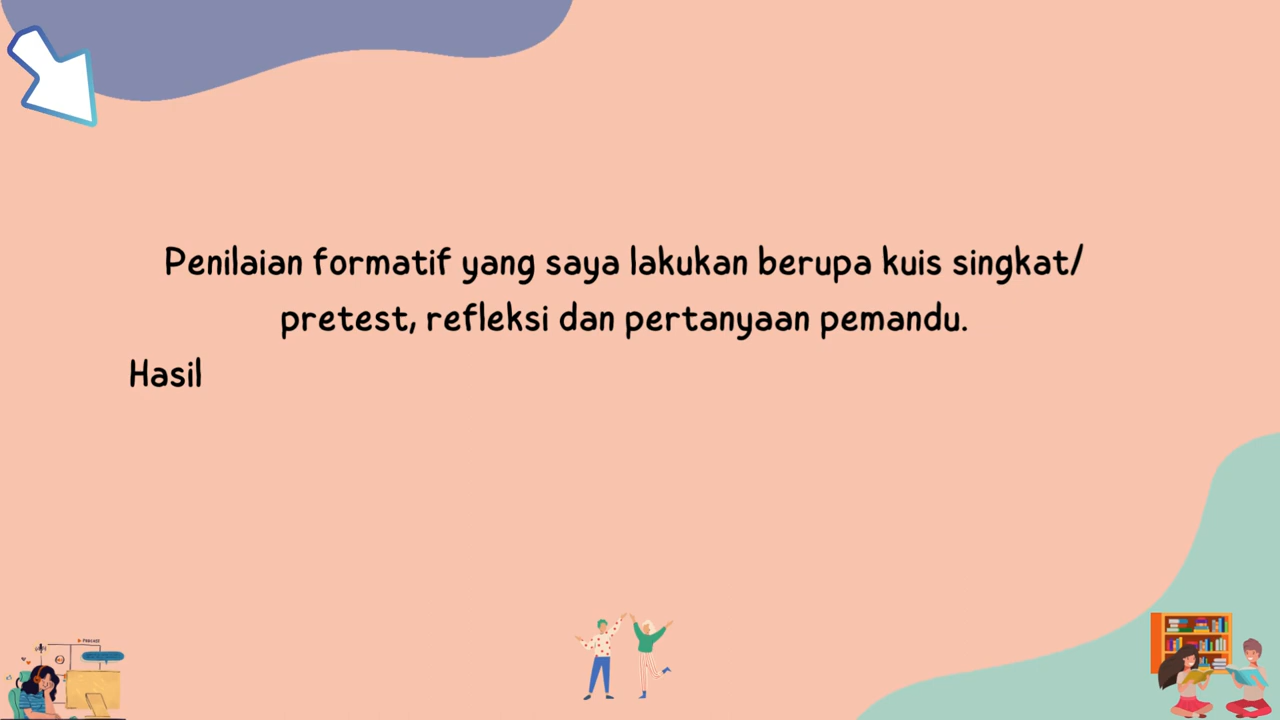 Penilaian formatif yang saya lakukan berupa kuis singkat/
pretest, refleksi dan pertanyaan pemandu.
Hasil